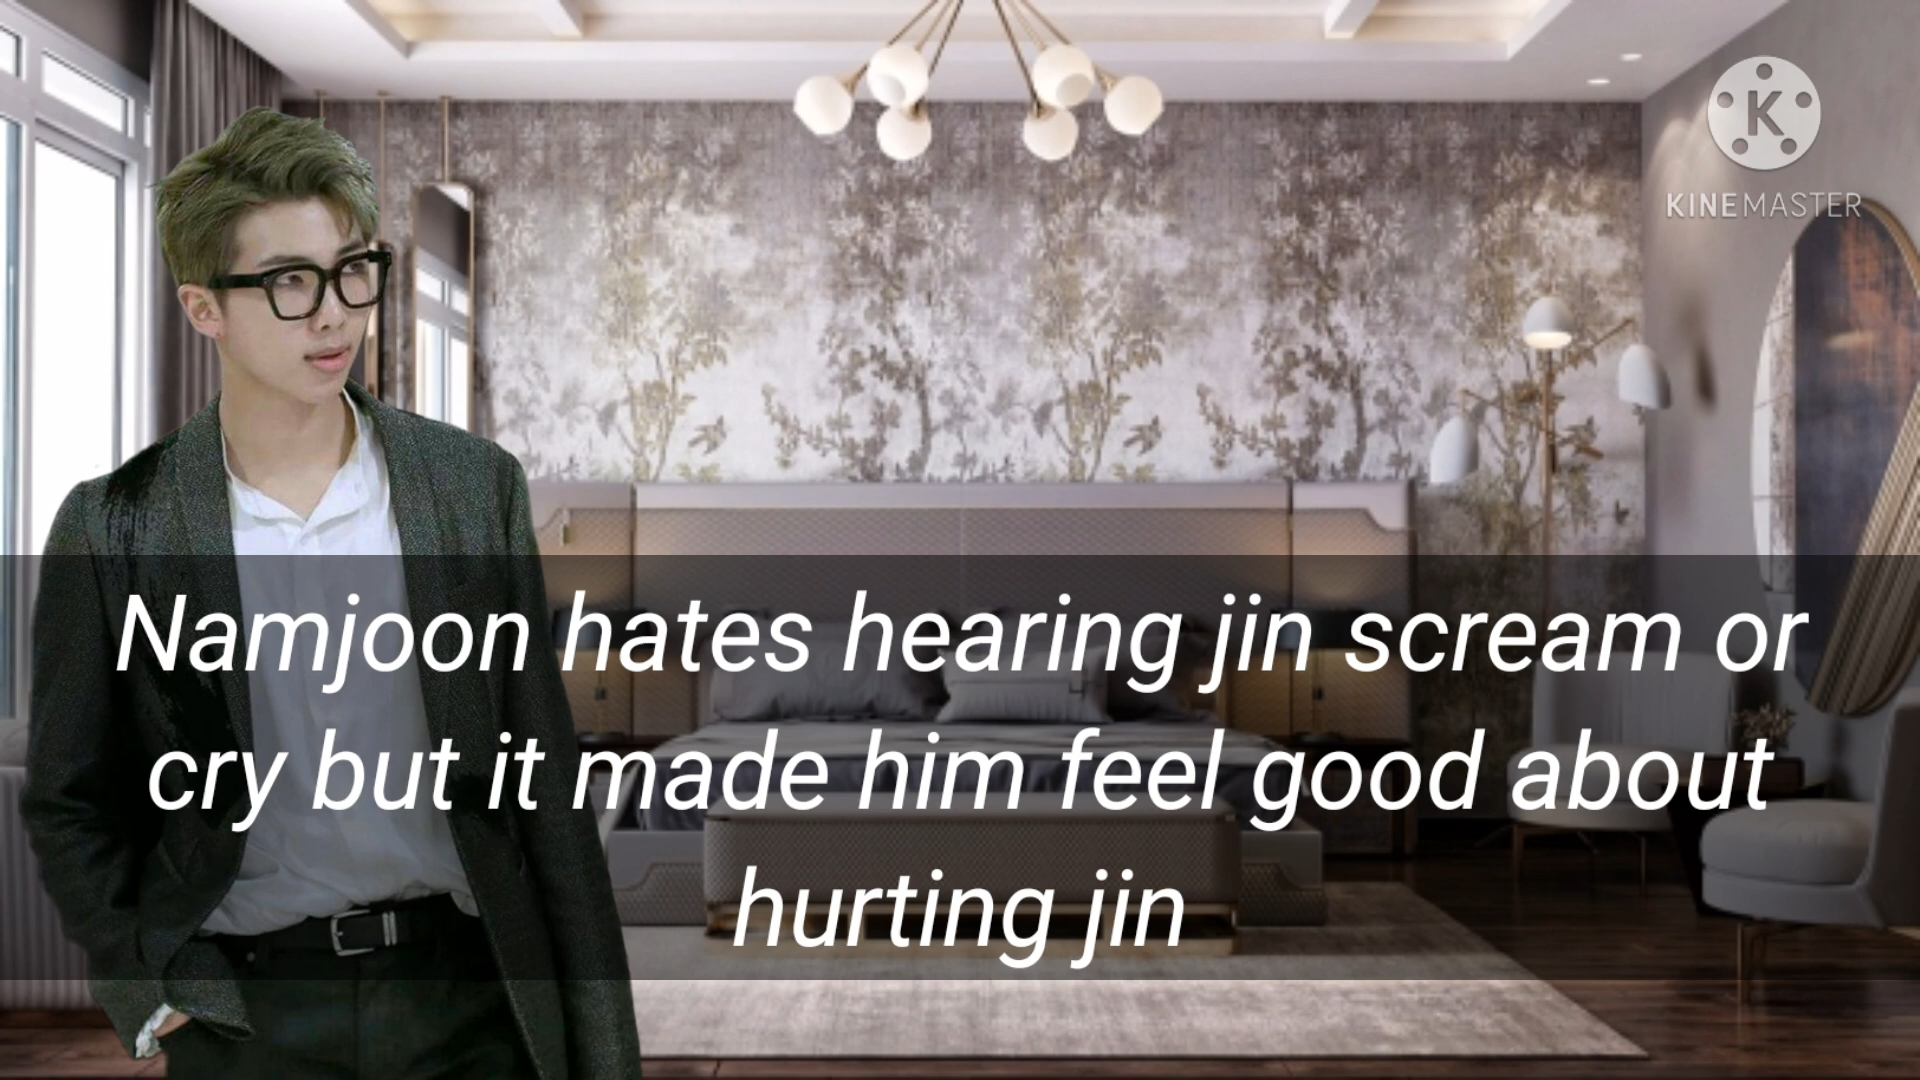 KINEMASTER
Namjoon hates hearing jin scream or
cry but it made him feel good about
hurting jin